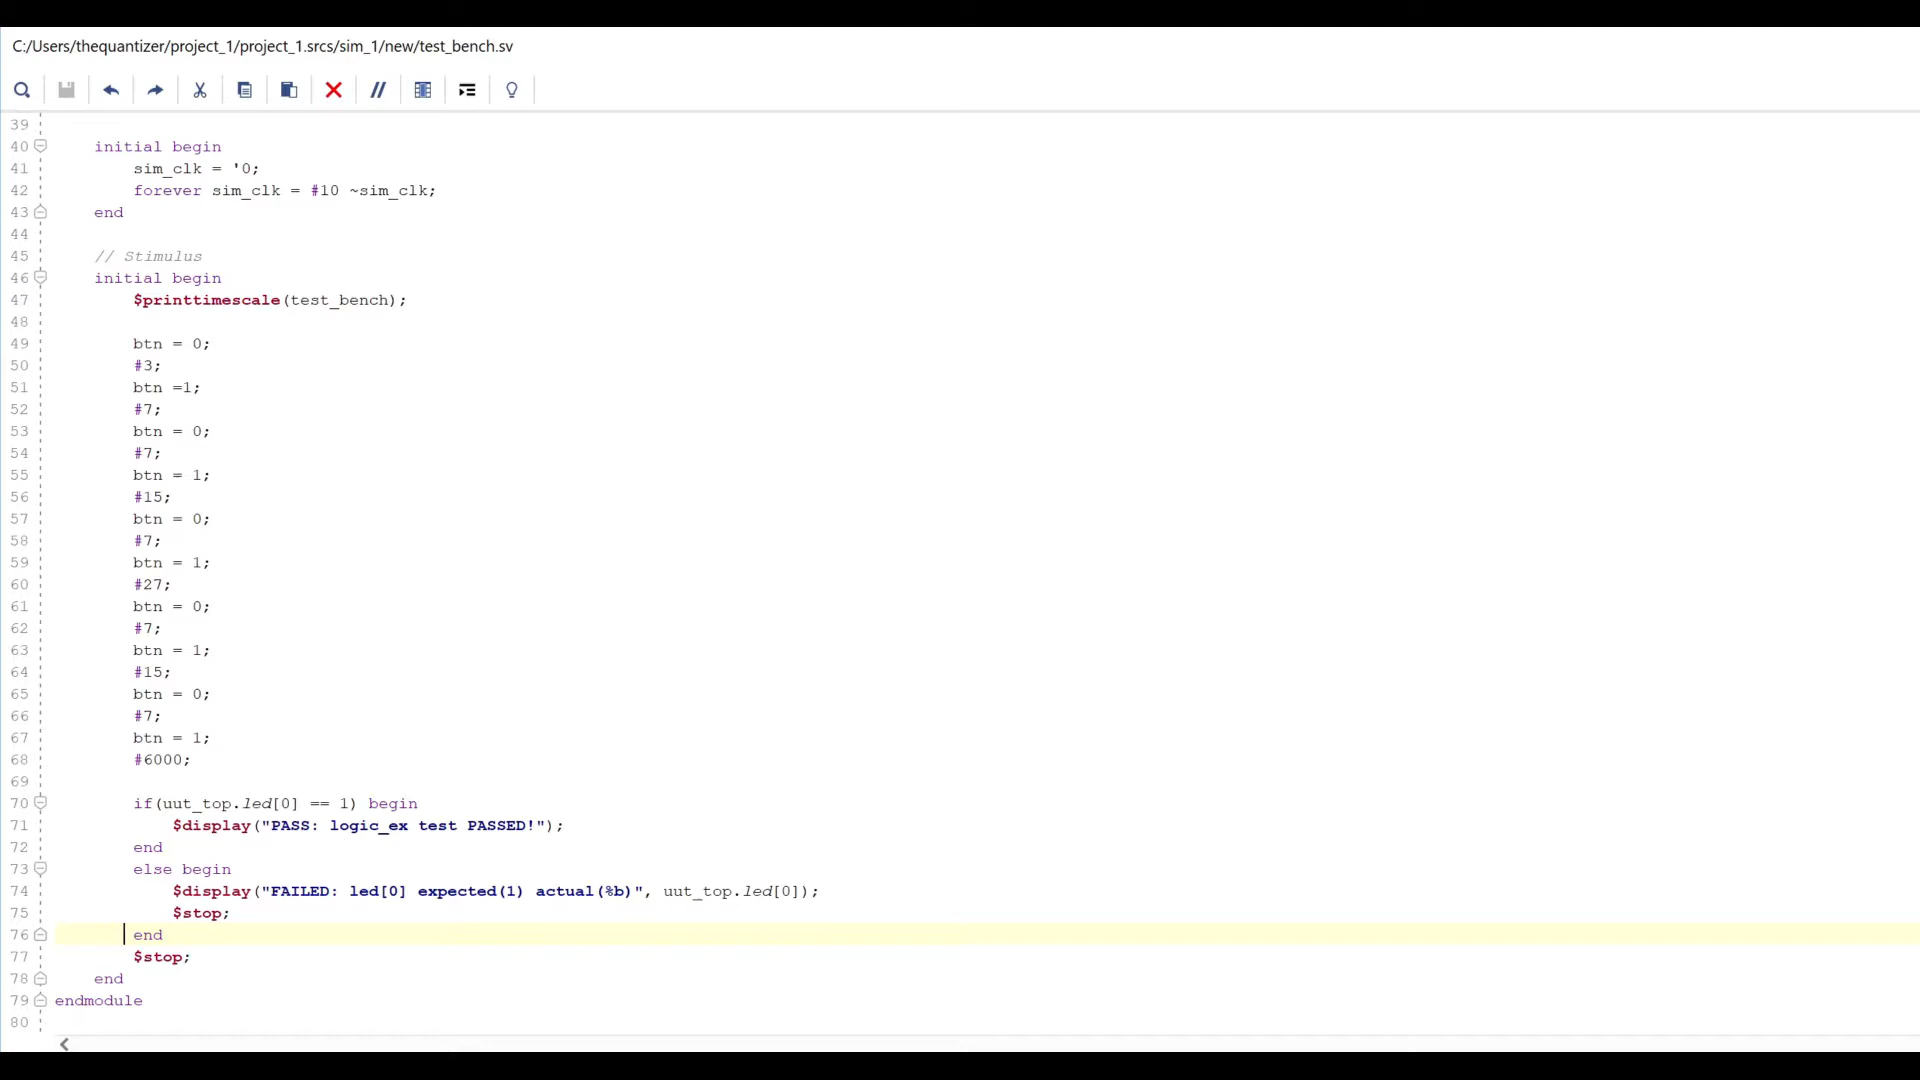 C:/Users/thequantizer/project_1/project_1.srcs/sim_1/new/test_bench.sv
39
40 initial begin
41 sim_clk = '0;
42 forever sim_clk = #10 ~sim_clk;
43 end
44
45 // Stimulus
46 initial begin
47 $printtimescale(test_bench);
48
49 btn = 0;
50 #3;
51 btn =1;
52 #7;
53 btn = 0;
54 #7;
55 btn = 1;
56 #15;
57 btn = 0;
58 #7;
59 btn = 1;
60 #27;
61 btn = 0;
62 #7;
63 btn = 1;
64 #15;
65 btn = 0;
66 #7;
67 btn = 1;
68 #6000;
69
70 if(uut_top.led[0] == 1) begin
71 $display("PASS: logic_ex test PASSED!");
72 end
73 else begin
74 $display("FAILED: led[0] expected(1) actual(%b)", uut_top.led[0]);
75 $stop;
76 end
77 $stop;
78 end
79 endmodule
80